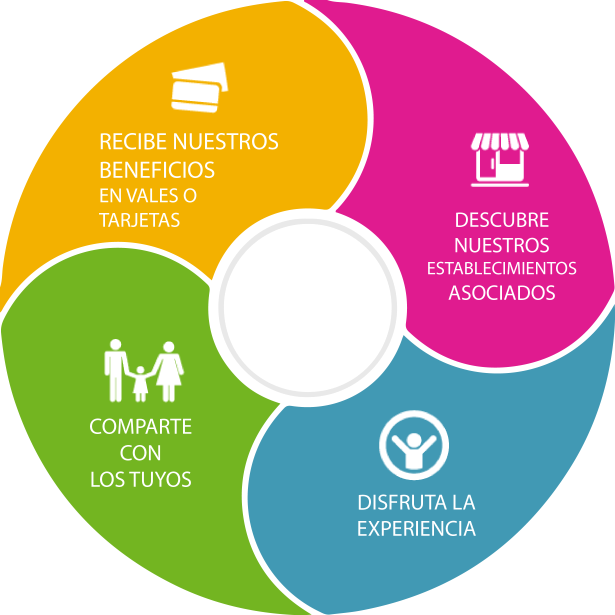 RECIBE NUESTROS
BENEFICIOS
EN VALES O
TARJETAS
DESCUBRE
NUESTROS
ESTABLECIMIENTOS
ASOCIADOS
DISFRUTA LA
EXPERIENCIA
COMPARTE
CON
LOS TUYOS